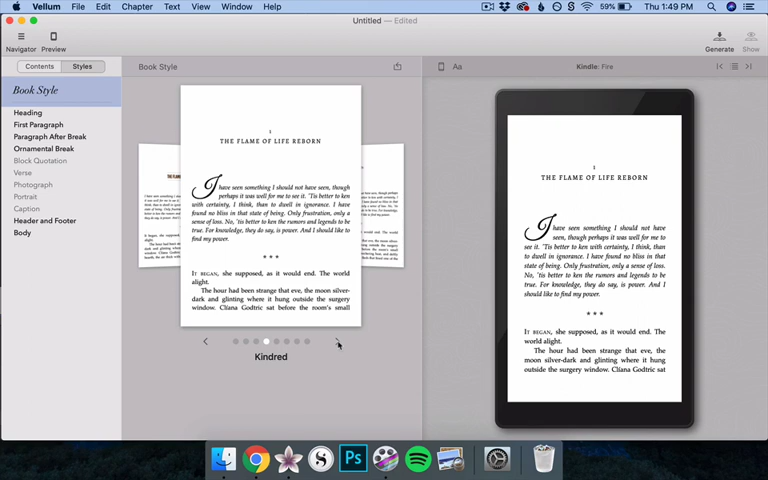 Vellum File Edit Chapter Text View Window Help
59% Thu 1:49 PM
Untitled — Edited
Navigator Preview
Generate Show
Contents Styles
Book Style
Kindle: Fire
Aa
Book Style
Heading
First Paragraph
Paragraph After Break
Ornamental Break
Block Quotation
Verse
Photograph
Portrait
Caption
Header and Footer
Body
1
THE FLAME OF LIFE REBORN
I have seen something I should not have seen, though
perhaps it was well for me to see it. 'Tis better to ken
with certainty, I think, than to dwell in ignorance. I have
found no bliss in that state of being. Only frustration, only a
sense of loss. No, 'tis better to ken the rumors and legends to be
true. For knowledge, they do say, is power. And I should like to
find my power.
***
It began, she supposed, as it would end. The world
alight.
The hour had been strange that eve, the moon silver-
dark and glinting where it hung outside the surgery
window. Clíana Godtric sat before the room's small
Kindred
1
THE FLAME OF LIFE REBORN
I have seen something I should not have
seen, though perhaps it was well for me to
see it. 'Tis better to ken with certainty, I think, than
to dwell in ignorance. I have found no bliss in that
state of being. Only frustration, only a sense of loss.
No, 'tis better to ken the rumors and legends to be
true. For knowledge, they do say, is power. And I
should like to find my power.
***
It began, she supposed, as it would end. The
world alight.
The hour had been strange that eve, the moon
silver-dark and glinting where it hung outside
the surgery window. Clíana Godtric sat
Ps